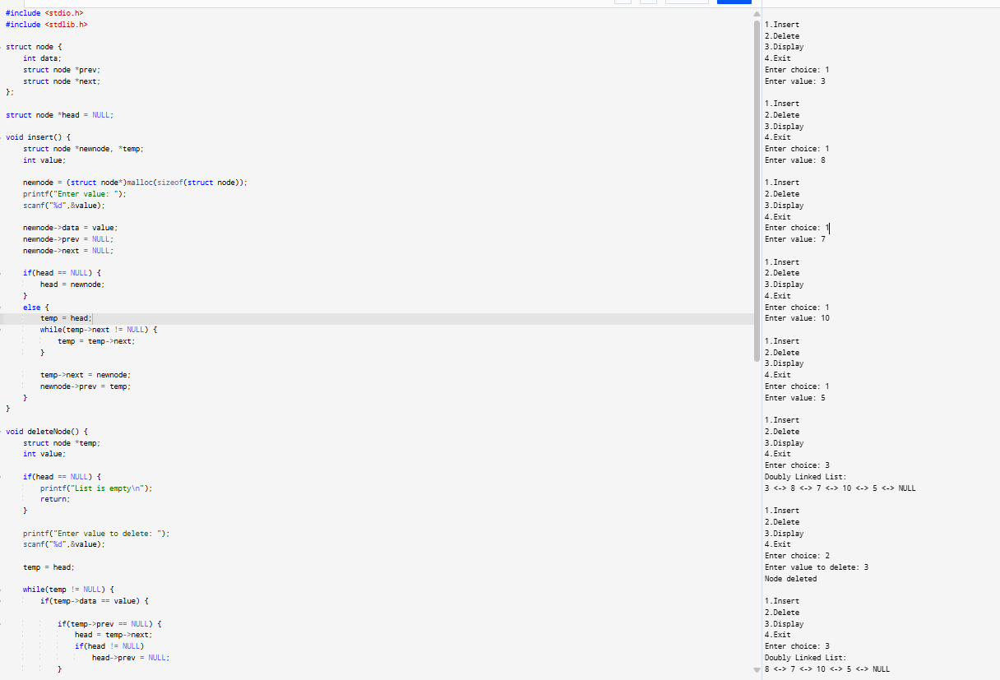 #include <stdio.h>
#include <stdlib.h>

struct node {
    int data;
    struct node *prev;
    struct node *next;
};

struct node *head = NULL;

void insert() {
    struct node *newnode, *temp;
    int value;

    newnode = (struct node*)malloc(sizeof(struct node));
    printf("Enter value: ");
    scanf("%d",&value);

    newnode->data = value;
    newnode->prev = NULL;
    newnode->next = NULL;

    if(head == NULL) {
        head = newnode;
    }
    else {
        temp = head;
        while(temp->next != NULL) {
            temp = temp->next;
        }

        temp->next = newnode;
        newnode->prev = temp;
    }
}

void deleteNode() {
    struct node *temp;
    int value;

    if(head == NULL) {
        printf("List is empty\n");
        return;
    }

    printf("Enter value to delete: ");
    scanf("%d",&value);

    temp = head;

    while(temp != NULL) {
        if(temp->data == value) {

            if(temp->prev == NULL) {
                head = temp->next;
                if(head != NULL)
                    head->prev = NULL;
            }

1.Insert
2.Delete
3.Display
4.Exit
Enter choice: 1
Enter value: 3

1.Insert
2.Delete
3.Display
4.Exit
Enter choice: 1
Enter value: 8

1.Insert
2.Delete
3.Display
4.Exit
Enter choice: 1
Enter value: 7

1.Insert
2.Delete
3.Display
4.Exit
Enter choice: 1
Enter value: 10

1.Insert
2.Delete
3.Display
4.Exit
Enter choice: 1
Enter value: 5

1.Insert
2.Delete
3.Display
4.Exit
Enter choice: 3
Doubly Linked List:
3 <-> 8 <-> 7 <-> 10 <-> 5 <-> NULL

1.Insert
2.Delete
3.Display
4.Exit
Enter choice: 2
Enter value to delete: 3
Node deleted

1.Insert
2.Delete
3.Display
4.Exit
Enter choice: 3
Doubly Linked List:
8 <-> 7 <-> 10 <-> 5 <-> NULL